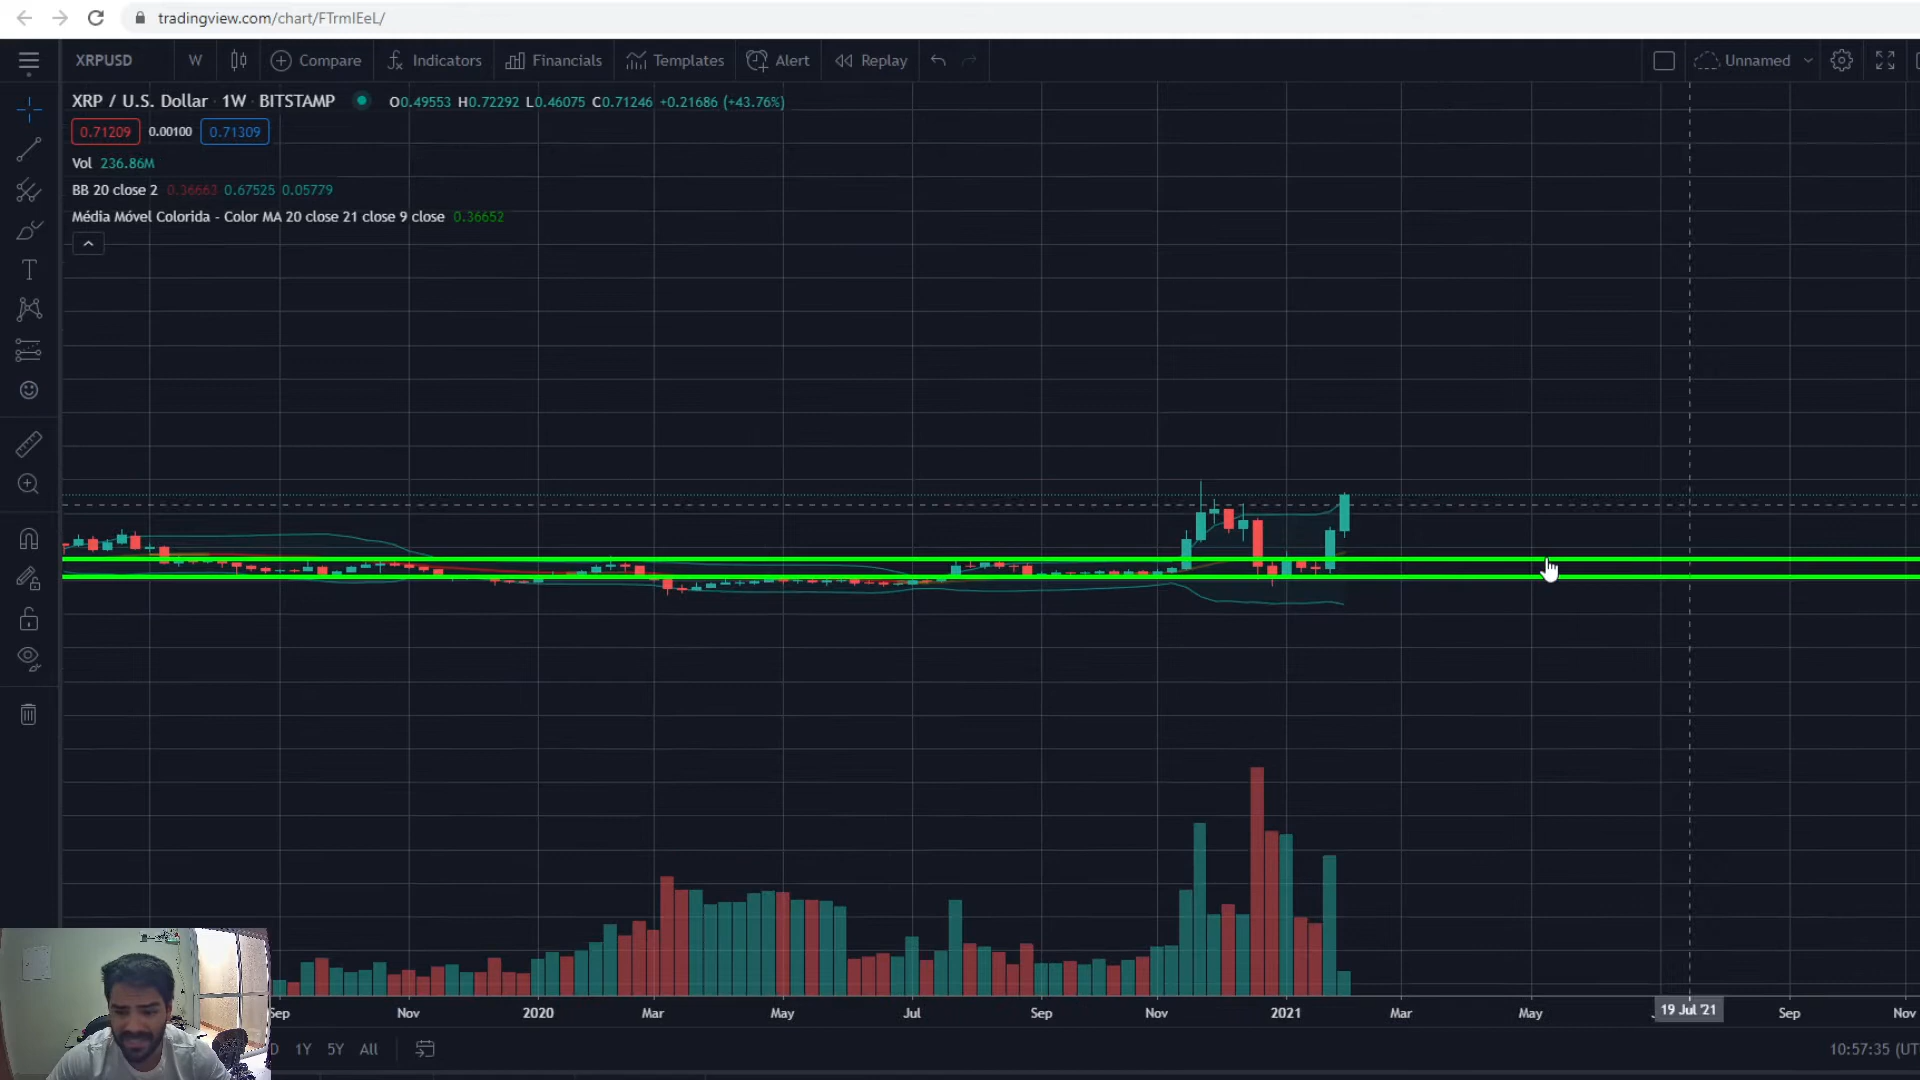 tradingview.com/chart/FTrmIEeL/
XRPUSD W Compare Indicators Financials Templates Alert Replay Unnamed
XRP / U.S. Dollar · 1W · BITSTAMP O0.49553 H0.72292 L0.46075 C0.71246 +0.21686 (+43.76%)
0.71209 0.00100 0.71309
Vol 236.86M
BB 20 close 2 0.36663 0.67525 0.05779
Média Móvel Colorida - Color MA 20 close 21 close 9 close 0.36652
Sep Nov 2020 Mar May Jul Sep Nov 2021 Mar May 19 Jul '21 Sep Nov
1Y 5Y All 10:57:35 (UT